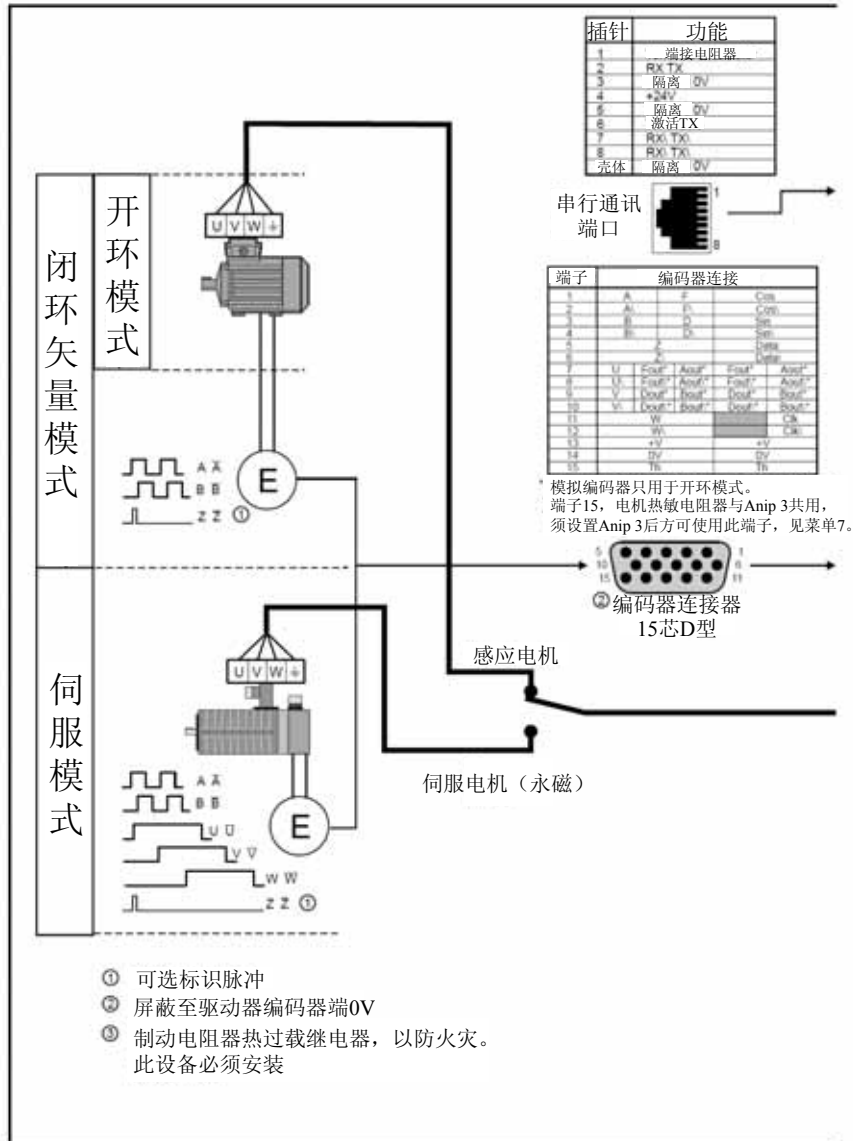 插针 功能
1 端接电阻器
2 RX TX
3 隔离 0V
4 +24V
5 隔离 0V
6 激活TX
7 RX\ TX\
8 RX\ TX\
壳体 隔离 0V
串行通讯
端口
1
8
U V W
开环模式
闭环矢量模式
伺服模式
端子 编码器连接
1 A F Cos
2 A\ F\ Cos\
3 B D Sin
4 B\ D\ Sin\
5 Z Data
6 Z\ Data\
7 U Fout* Aout* Fout* Aout*
8 U\ Fout\* Aout\* Fout\* Aout\*
9 V Dout* Bout* Dout* Bout*
10 V\ Dout\* Bout\* Dout\* Bout\*
11 W Clk
12 W\ Clk\
13 +V +V
14 0V 0V
15 Th Th
* 模拟编码器只用于开环模式。
端子15，电机热敏电阻器与Anip 3共用，
须设置Anip 3后方可使用此端子，见菜单7。
A A̅
B B̅
Z Z̅ ①
E
5 1
10 6
15 11
②编码器连接器
15芯D型
感应电机
U V W
伺服电机（永磁）
A A̅
B B̅
U U̅
V V̅
W W̅
Z Z̅ ①
E
① 可选标识脉冲
② 屏蔽至驱动器编码器端0V
③ 制动电阻器热过载继电器，以防火灾。
此设备必须安装